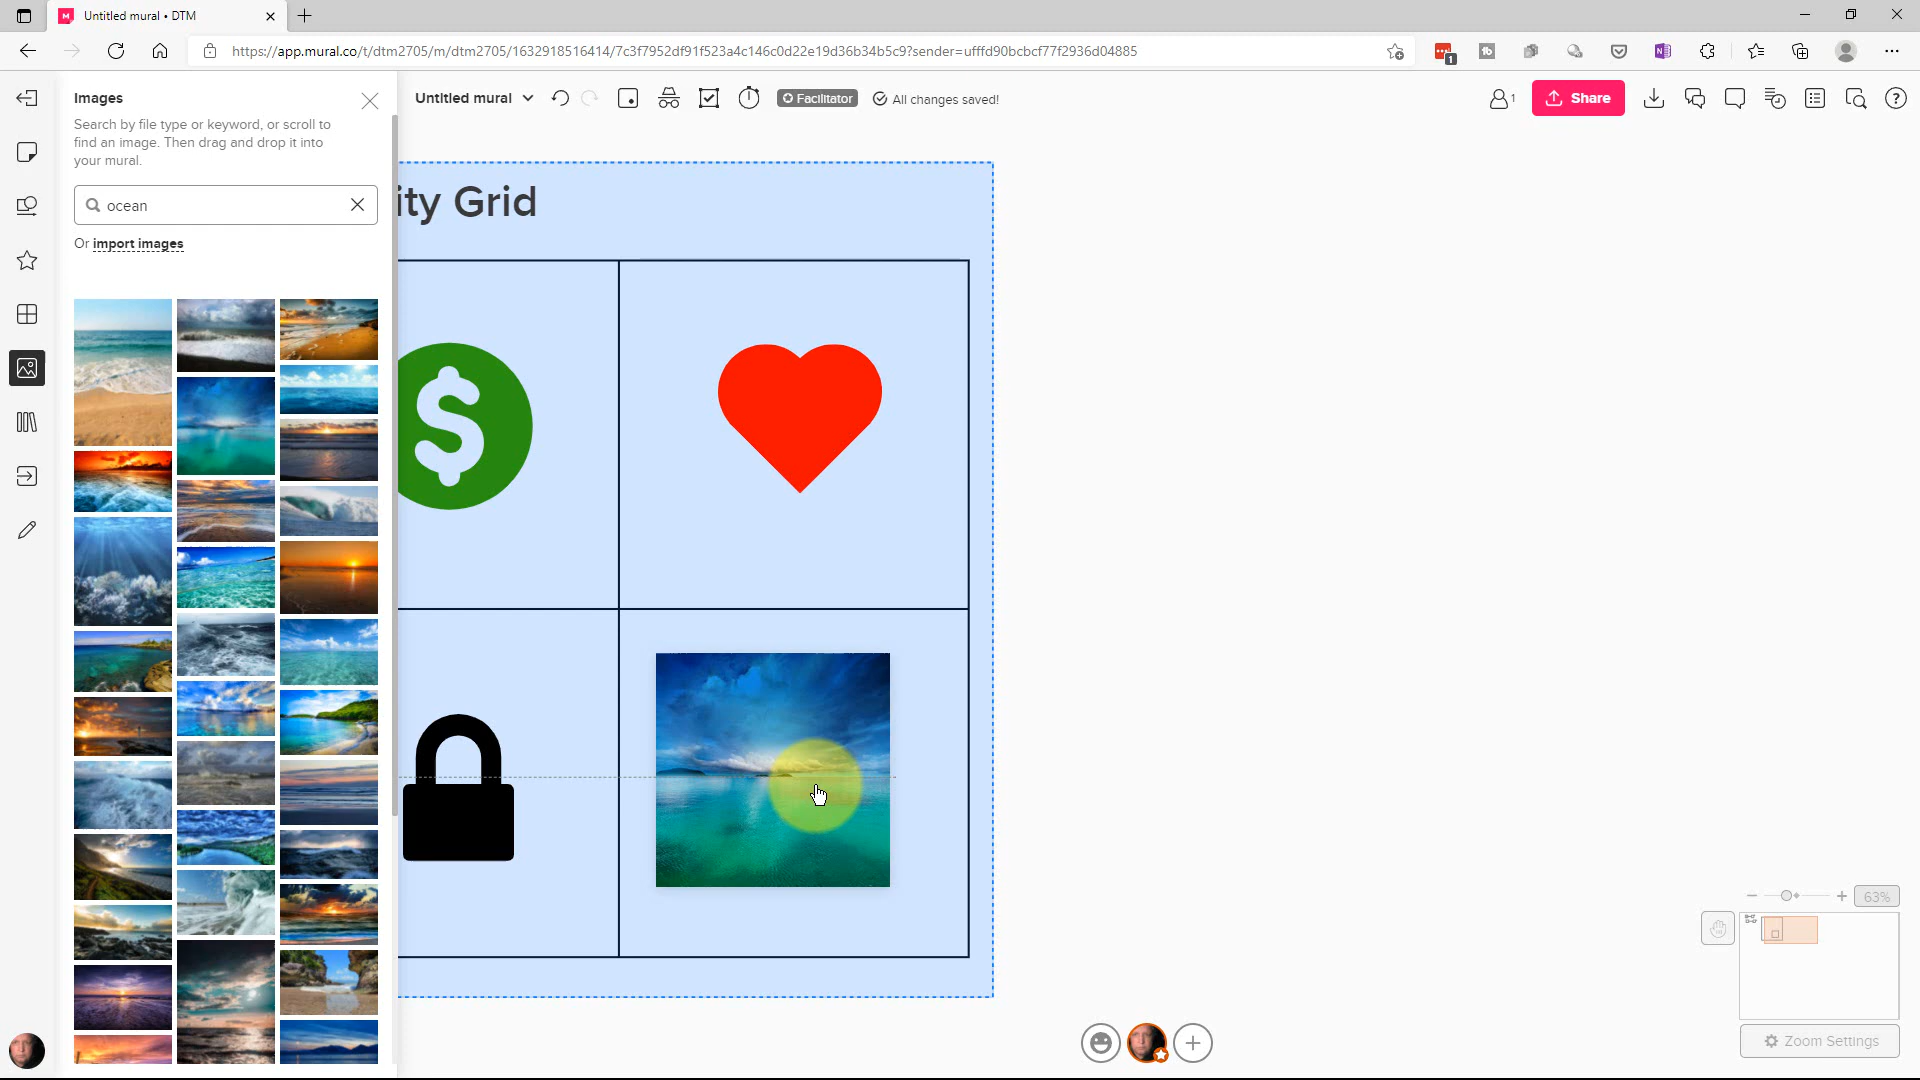 Untitled mural • DTM
https://app.mural.co/t/dtm2705/m/dtm2705/1632918516414/7c3f7952df91f523a4c146c0d22e19d36b34b5c9?sender=ufffd90bcbcf77f2936d04885
1
Images
Search by file type or keyword, or scroll to
find an image. Then drag and drop it into
your mural.
ocean
Or import images
Untitled mural
Facilitator
All changes saved!
1
Share
ity Grid
$
63%
Zoom Settings